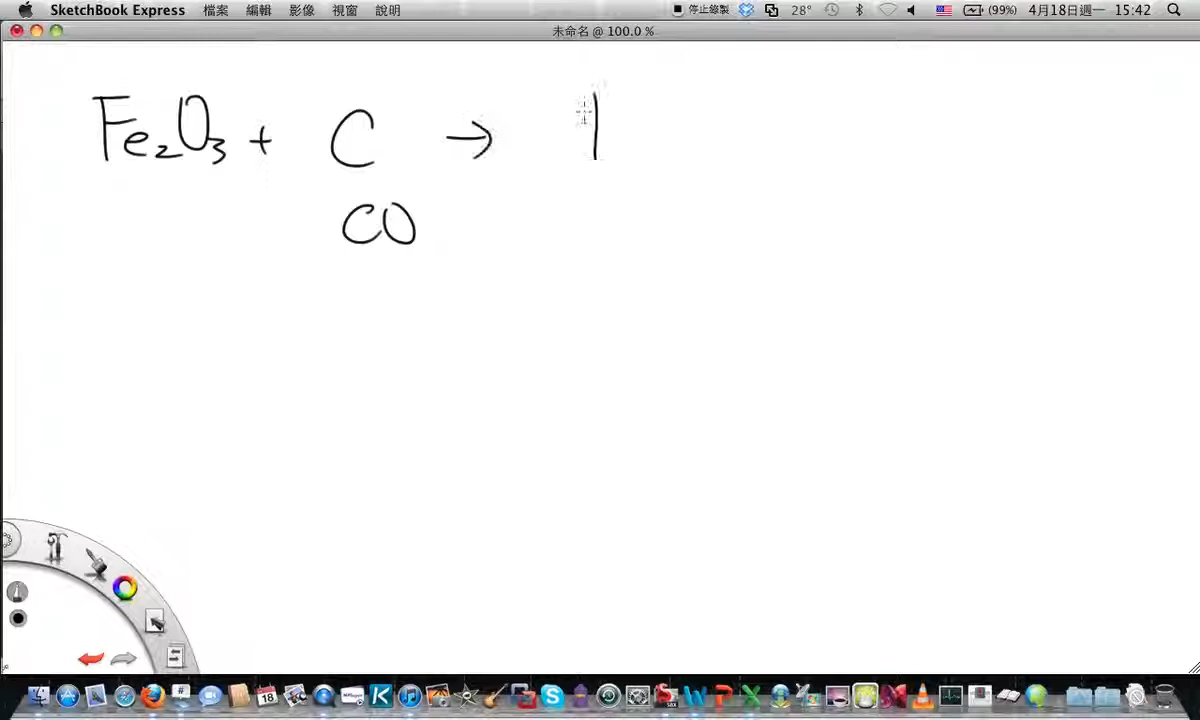 SketchBook Express 檔案 編輯 影像 視窗 說明 停止錄製 28° (99%) 4月18日週一 15:42
未命名 @ 100.0 %
Fe₂O₃ + C →
CO